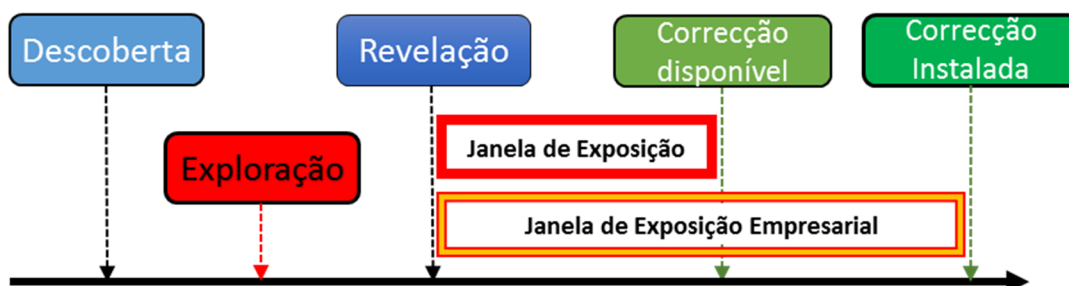 Descoberta
Revelação
Correcção
disponível
Correcção
Instalada
Exploração
Janela de Exposição
Janela de Exposição Empresarial